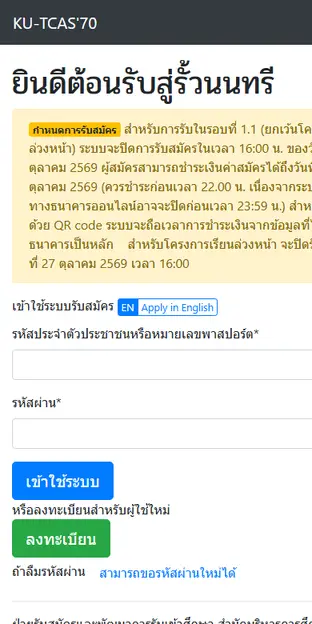 KU-TCAS'70
ยินดีต้อนรับสู่รั้วนนทรี
กำหนดการรับสมัคร สำหรับการรับในรอบที่ 1.1 (ยกเว้นโค
ล่วงหน้า) ระบบจะปิดการรับสมัครในเวลา 16:00 น. ของวั
ตุลาคม 2569 ผู้สมัครสามารถชำระเงินค่าสมัครได้ถึงวันที
ตุลาคม 2569 (ควรชำระก่อนเวลา 22.00 น. เนื่องจากระบ
ทางธนาคารออนไลน์อาจจะปิดก่อนเวลา 23:59 น.) สำห
ด้วย QR code ระบบจะถือเวลาการชำระเงินจากข้อมูลที่
ธนาคารเป็นหลัก สำหรับโครงการเรียนล่วงหน้า จะปิดรั
ที่ 27 ตุลาคม 2569 เวลา 16:00
เข้าใช้ระบบรับสมัคร EN Apply in English
รหัสประจำตัวประชาชนหรือหมายเลขพาสปอร์ต*
รหัสผ่าน*
เข้าใช้ระบบ
หรือลงทะเบียนสำหรับผู้ใช้ใหม่
ลงทะเบียน
ถ้าลืมรหัสผ่าน สามารถขอรหัสผ่านใหม่ได้